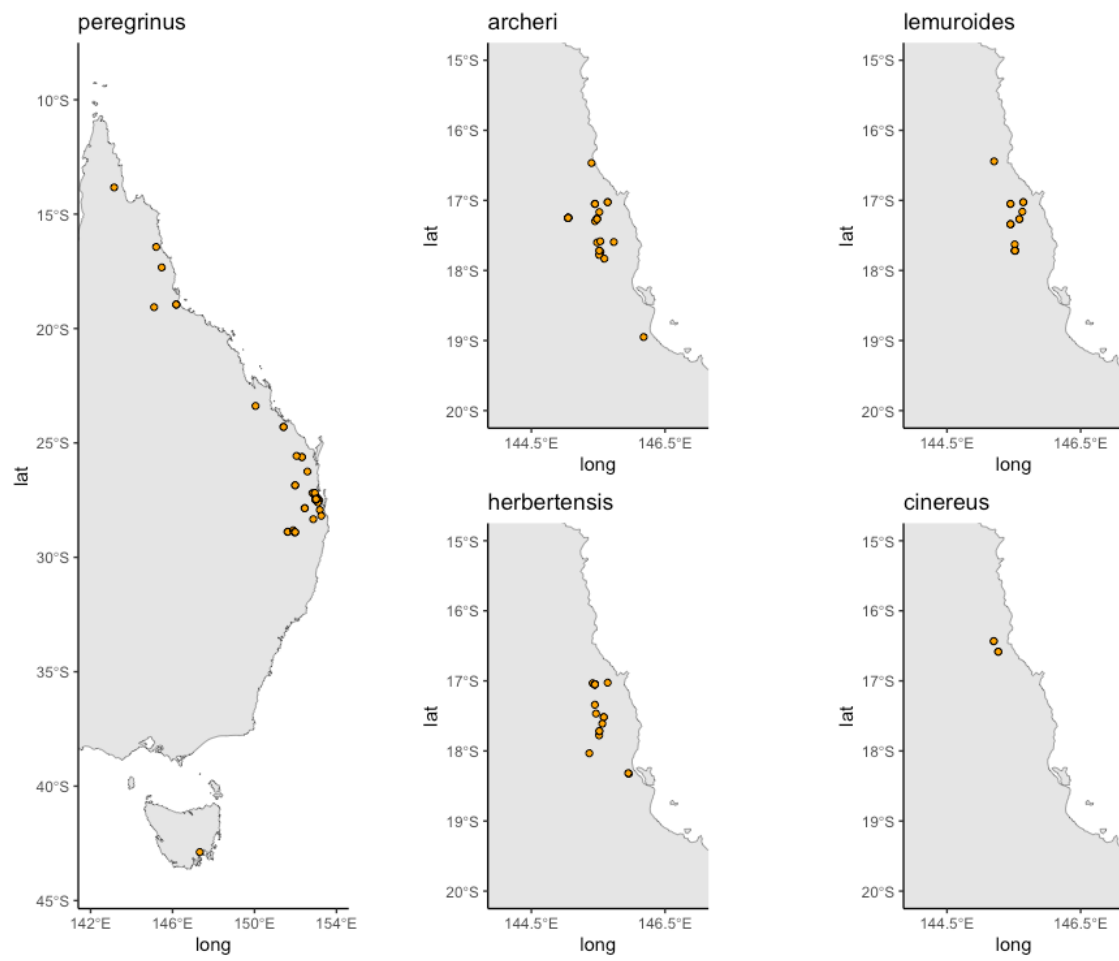 peregrinus
10°S
15°S
20°S
25°S
30°S
35°S
40°S
45°S
lat
142°E 146°E 150°E 154°E
long
archeri
15°S
16°S
17°S
18°S
19°S
20°S
lat
144.5°E 146.5°E
long
lemuroides
15°S
16°S
17°S
18°S
19°S
20°S
lat
144.5°E 146.5°E
long
herbertensis
15°S
16°S
17°S
18°S
19°S
20°S
lat
144.5°E 146.5°E
long
cinereus
15°S
16°S
17°S
18°S
19°S
20°S
lat
144.5°E 146.5°E
long